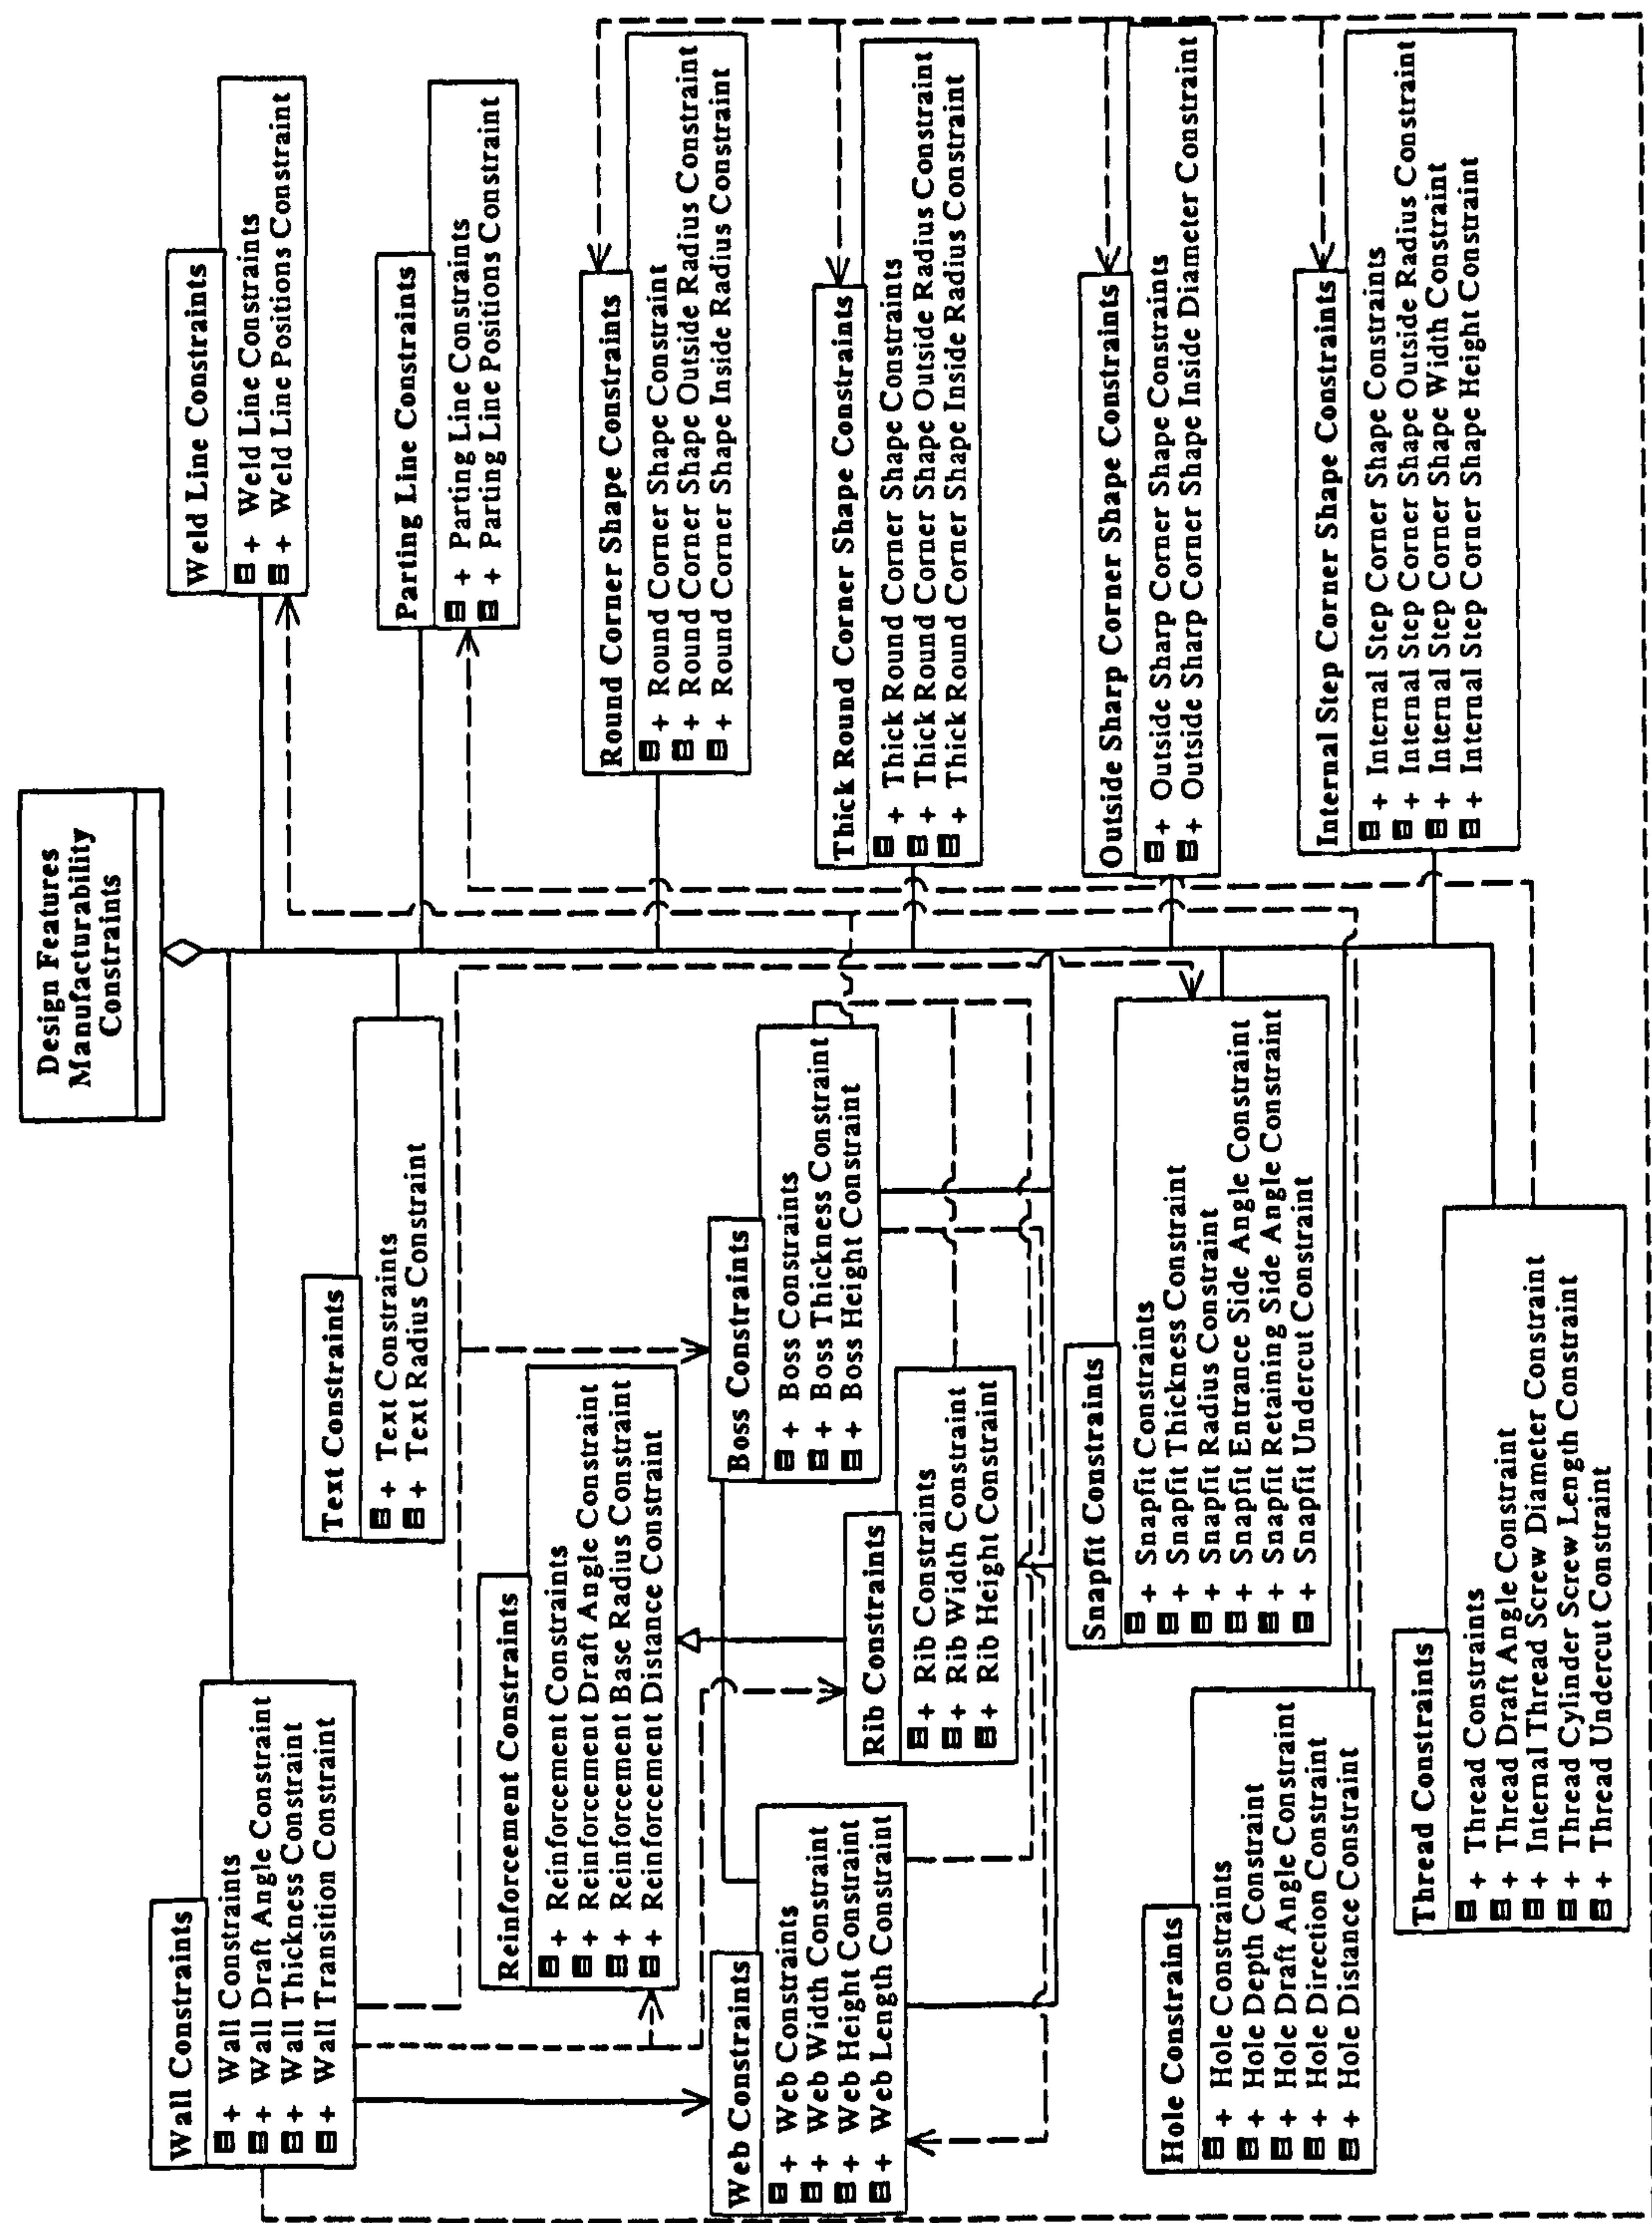 Design Features
Manufacturability
Constraints
Wall Constraints
+ Wall Constraints
+ Wall Draft Angle Constraint
+ Wall Thickness Constraint
+ Wall Transition Constraint
Text Constraints
+ Text Constraints
+ Text Radius Constraint
Reinforcement Constraints
+ Reinforcement Constraints
+ Reinforcement Draft Angle Constraint
+ Reinforcement Base Radius Constraint
+ Reinforcement Distance Constraint
Web Constraints
+ Web Constraints
+ Web Width Constraint
+ Web Height Constraint
+ Web Length Constraint
Boss Constraints
+ Boss Constraints
+ Boss Thickness Constraint
+ Boss Height Constraint
Rib Constraints
+ Rib Constraints
+ Rib Width Constraint
+ Rib Height Constraint
Snapfit Constraints
+ Snapfit Constraints
+ Snapfit Thickness Constraint
+ Snapfit Radius Constraint
+ Snapfit Entrance Side Angle Constraint
+ Snapfit Retaining Side Angle Constraint
+ Snapfit Undercut Constraint
Hole Constraints
+ Hole Constraints
+ Hole Depth Constraint
+ Hole Draft Angle Constraint
+ Hole Direction Constraint
+ Hole Distance Constraint
Thread Constraints
+ Thread Constraints
+ Thread Draft Angle Constraint
+ Internal Thread Screw Diameter Constraint
+ Thread Cylinder Screw Length Constraint
+ Thread Undercut Constraint
Weld Line Constraints
+ Weld Line Constraints
+ Weld Line Positions Constraint
Parting Line Constraints
+ Parting Line Constraints
+ Parting Line Positions Constraint
Round Corner Shape Constraints
+ Round Corner Shape Constraint
+ Round Corner Shape Outside Radius Constraint
+ Round Corner Shape Inside Radius Constraint
Thick Round Corner Shape Constraints
+ Thick Round Corner Shape Constraints
+ Thick Round Corner Shape Outside Radius Constraint
+ Thick Round Corner Shape Inside Radius Constraint
Outside Sharp Corner Shape Constraints
+ Outside Sharp Corner Shape Constraints
+ Outside Sharp Corner Shape Inside Diameter Constraint
Internal Step Corner Shape Constraints
+ Internal Step Corner Shape Constraints
+ Internal Step Corner Shape Outside Radius Constraint
+ Internal Step Corner Shape Width Constraint
+ Internal Step Corner Shape Height Constraint